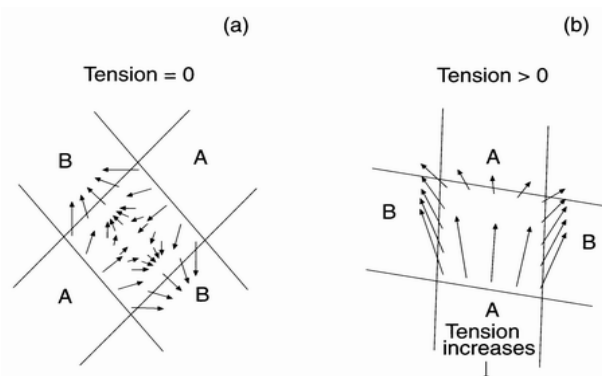 (a)
(b)
Tension = 0
Tension > 0
B
A
A
B
A
B
B
A
Tension
increases